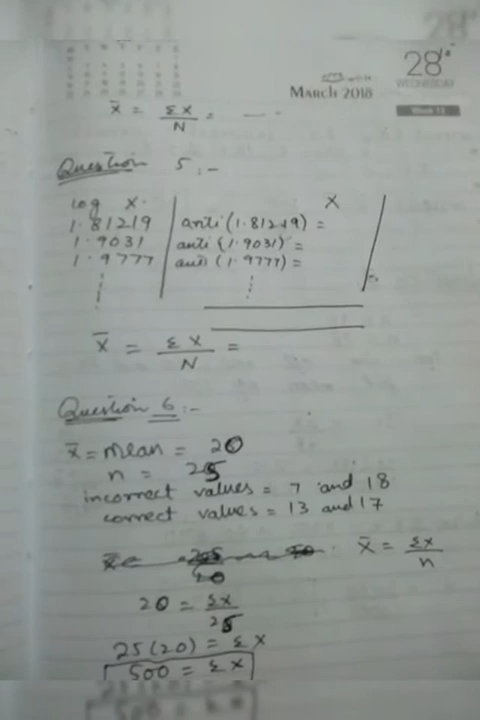 28
MARCH 2018
WEDNESDAY
x̄ = Σx/N = ----
Question 5:-
log x. X
1.81219 anti(1.81219) =
1.9031 anti(1.9031) =
1.9777 anti(1.9777) =
X̄ = ΣX/N =
Question 6:-
x̄ = mean = 20
n = 25
incorrect values = 7 and 18
correct values = 13 and 17
x̄ = Σx/n
20 = Σx/25
25(20) = Σx
500 = Σx